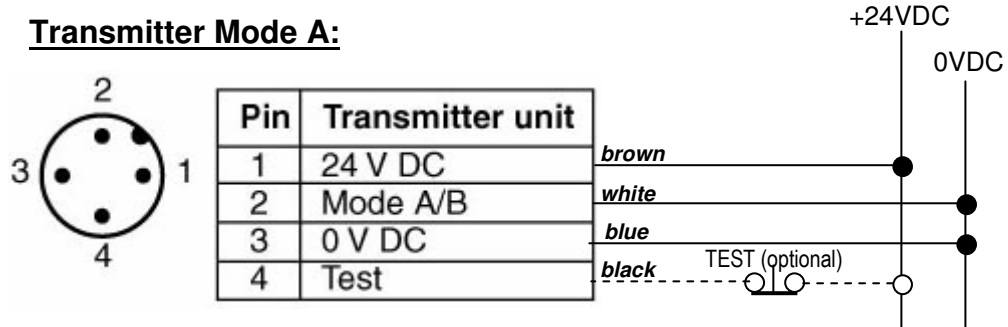 Transmitter Mode A:
+24VDC
0VDC
2
3
1
4
Pin Transmitter unit
1 24 V DC brown
2 Mode A/B white
3 0 V DC blue
4 Test black TEST (optional)